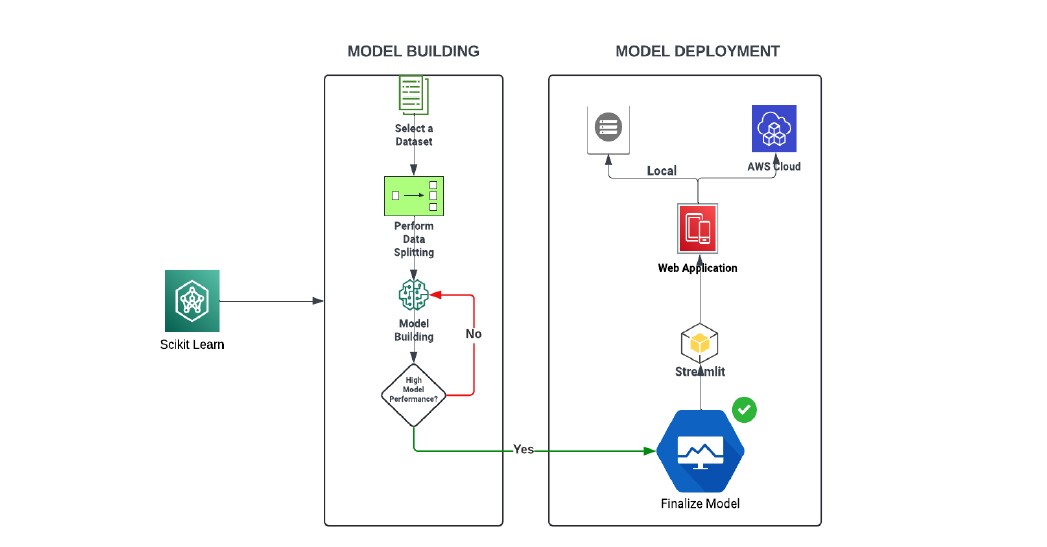 MODEL BUILDING
MODEL DEPLOYMENT
Select a
Dataset
Perform
Data
Splitting
Model
Building
No
High
Model
Performance?
Yes
Scikit Learn
Local
AWS Cloud
Web Application
Streamlit
Finalize Model